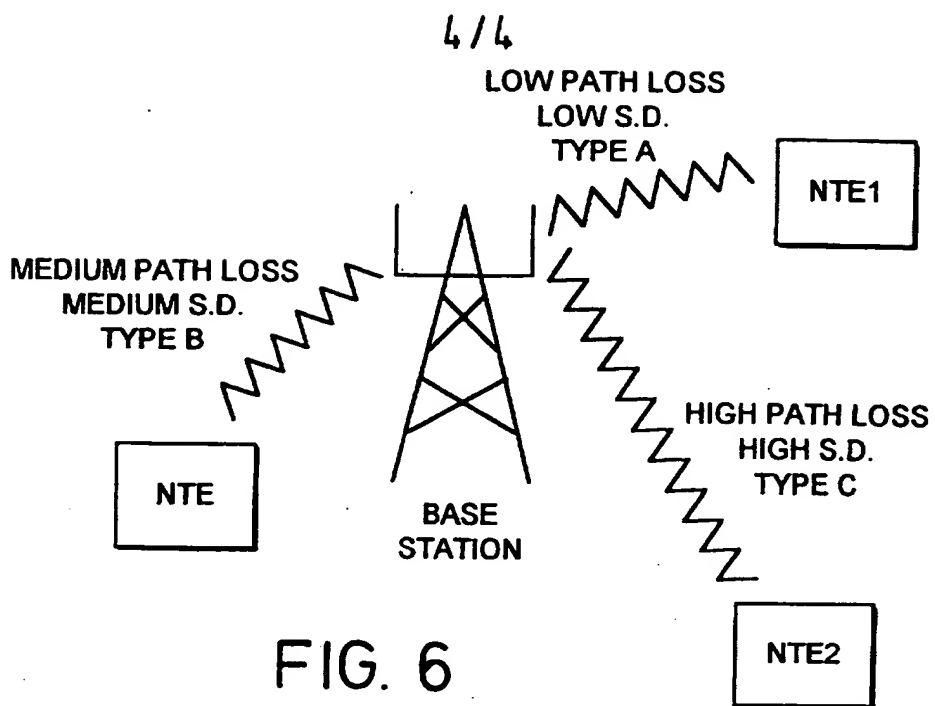 4/4
LOW PATH LOSS
LOW S.D.
TYPE A
NTE1
MEDIUM PATH LOSS
MEDIUM S.D.
TYPE B
HIGH PATH LOSS
HIGH S.D.
TYPE C
NTE
BASE
STATION
NTE2
FIG. 6